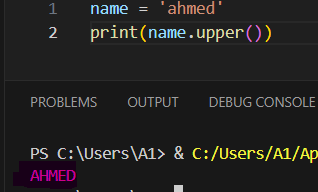 1 name = 'ahmed'
2 print(name.upper())
PROBLEMS OUTPUT DEBUG CONSOLE
PS C:\Users\A1> & C:/Users/A1/Ap
AHMED